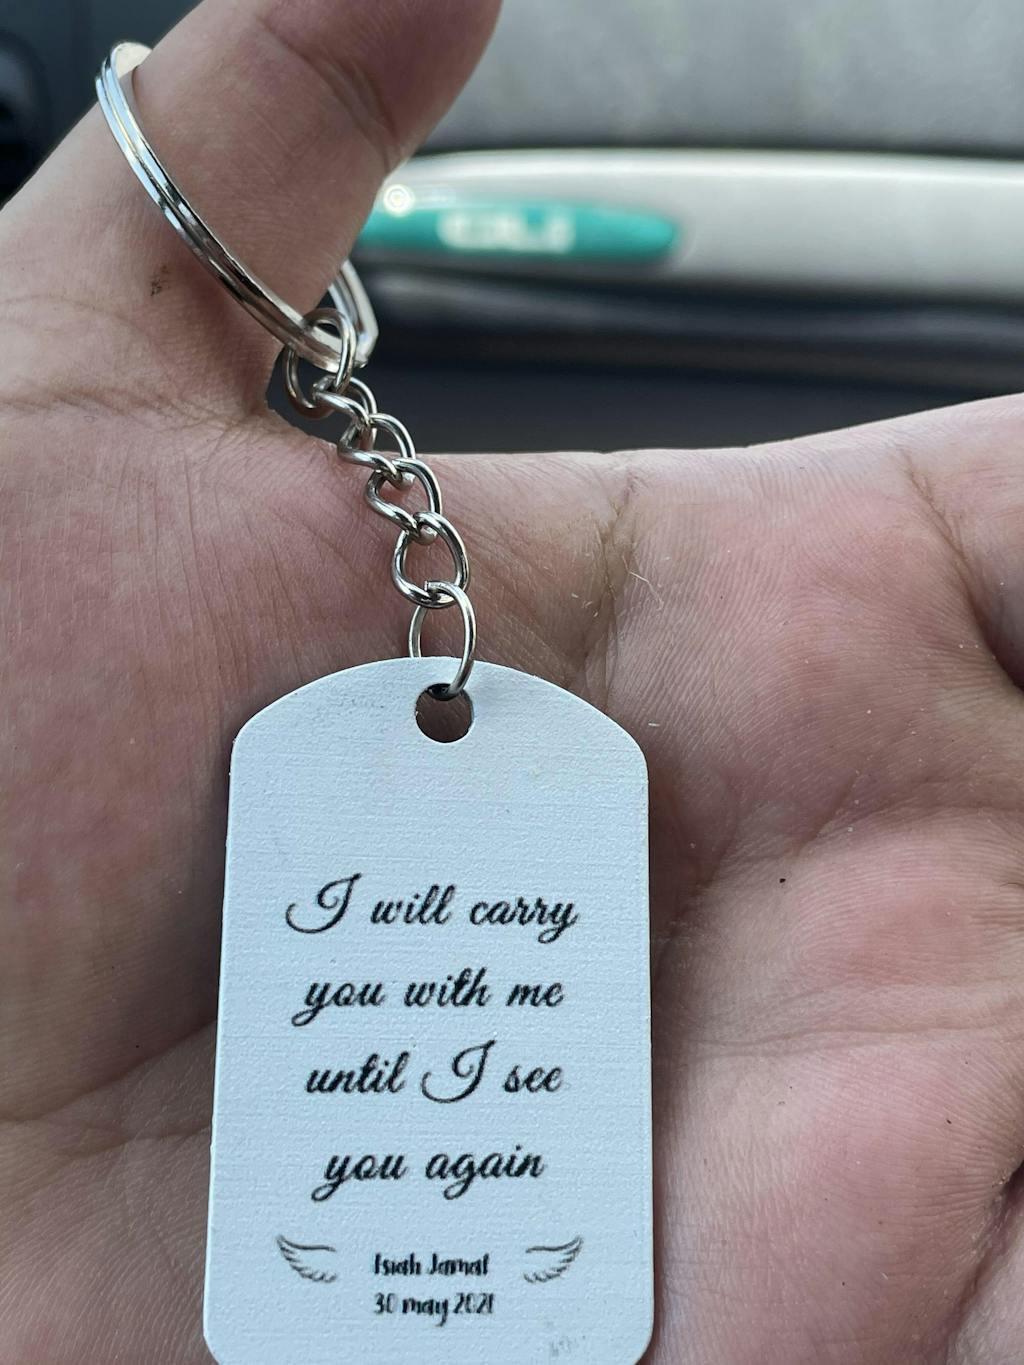 I will carry
you with me
until I see
you again
Isiah Jamal
30 may 2021